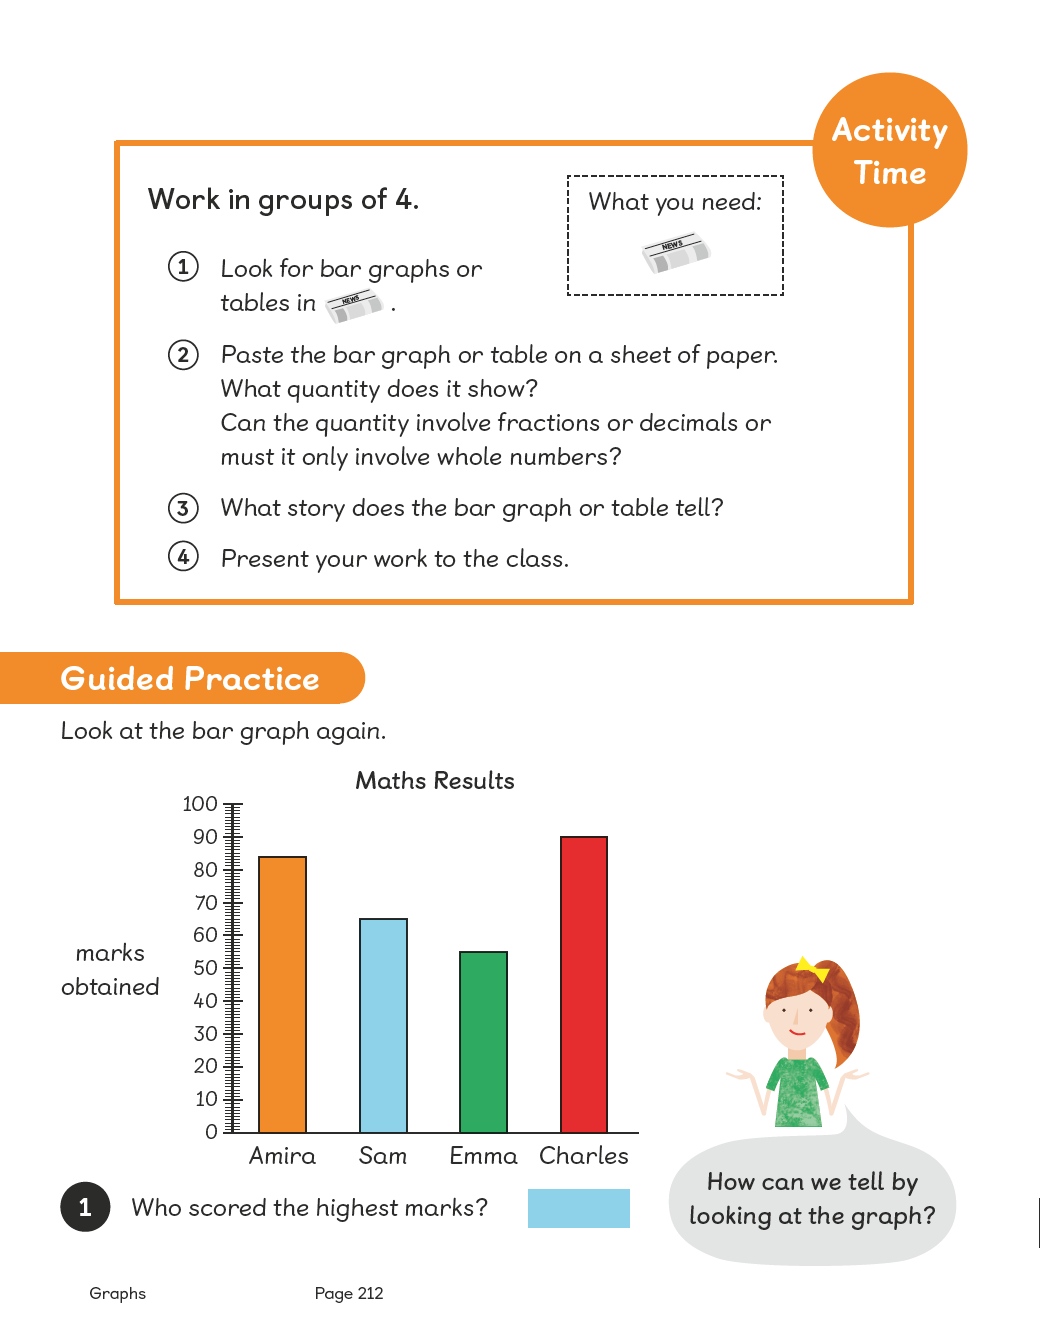 Activity
Time
Work in groups of 4.
What you need:
NEWS
1 Look for bar graphs or
tables in NEWS .
2 Paste the bar graph or table on a sheet of paper.
What quantity does it show?
Can the quantity involve fractions or decimals or
must it only involve whole numbers?
3 What story does the bar graph or table tell?
4 Present your work to the class.
Guided Practice
Look at the bar graph again.
Maths Results
100
90
80
70
60
50
40
30
20
10
0
marks
obtained
Amira Sam Emma Charles
1 Who scored the highest marks?
How can we tell by
looking at the graph?
Graphs Page 212